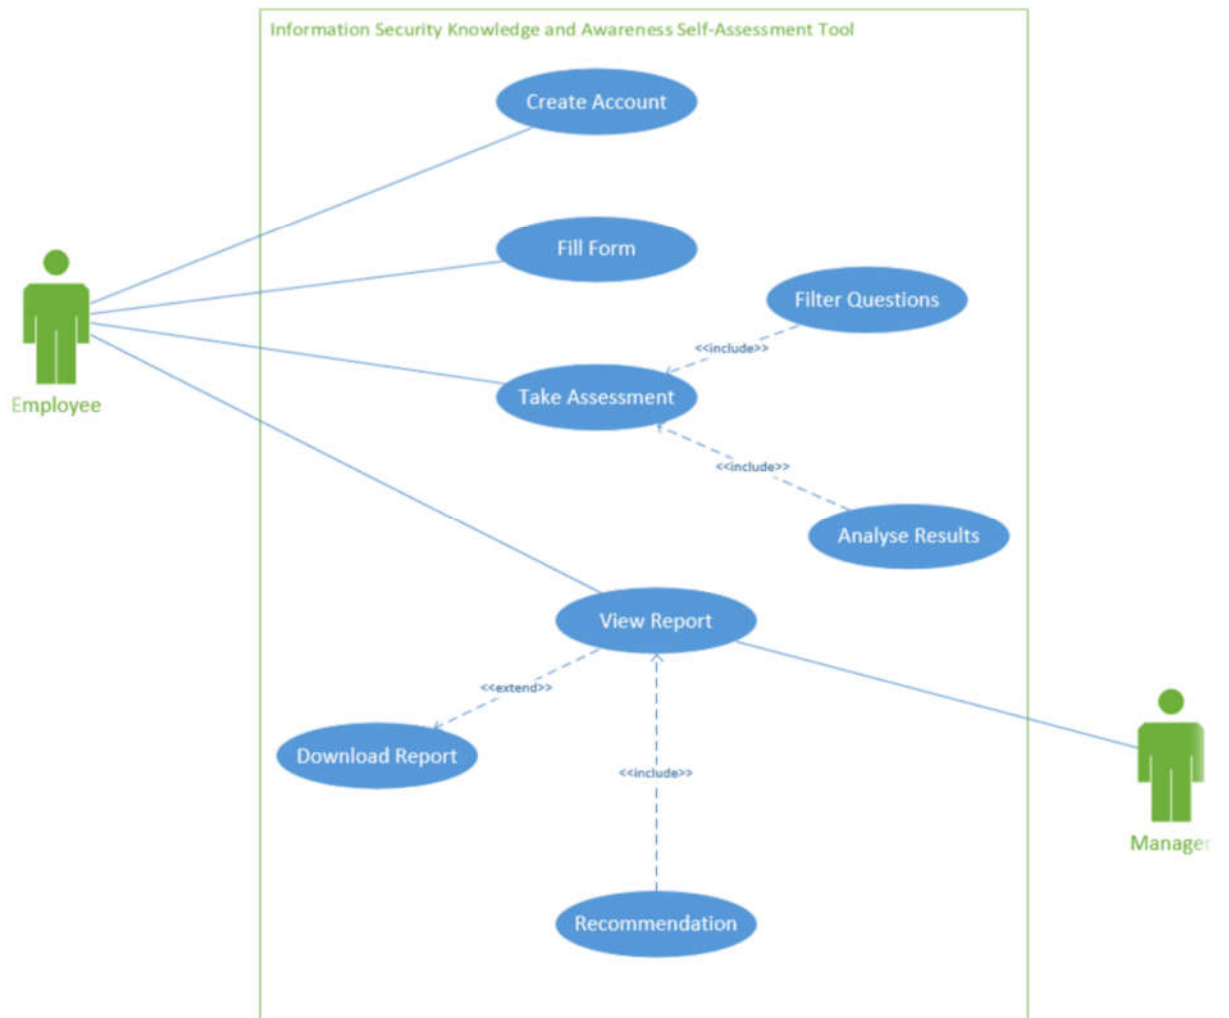 Information Security Knowledge and Awareness Self-Assessment Tool
Create Account
Fill Form
Filter Questions
<<include>>
Take Assessment
Employee
<<include>>
Analyse Results
View Report
<<extend>>
Download Report
<<include>>
Manager
Recommendation